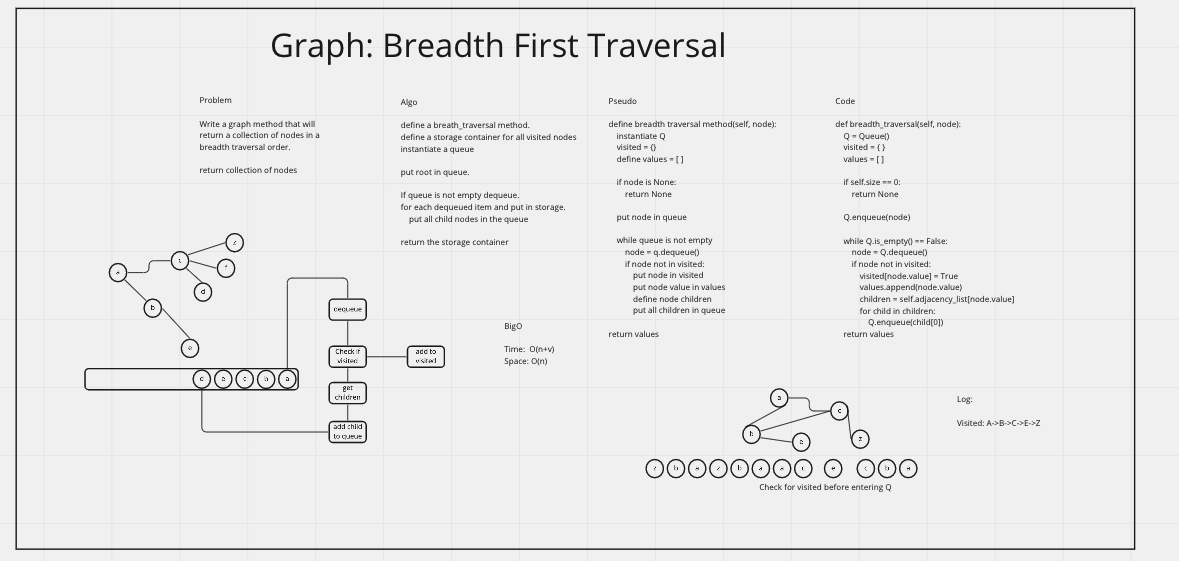 Graph: Breadth First Traversal
Problem
Write a graph method that will
return a collection of nodes in a
breadth traversal order.
return collection of nodes
Algo
define a breath_traversal method.
define a storage container for all visited nodes
instantiate a queue
put root in queue.
If queue is not empty dequeue.
for each dequeued item and put in storage.
put all child nodes in the queue
return the storage container
Pseudo
define breadth traversal method(self, node):
instantiate Q
visited = {}
define values = [ ]
if node is None:
return None
put node in queue
while queue is not empty
node = q.dequeue()
if node not in visited:
put node in visited
put node value in values
define node children
put all children in queue
return values
Code
def breadth_traversal(self, node):
Q = Queue()
visited = { }
values = [ ]
if self.size == 0:
return None
Q.enqueue(node)
while Q.is_empty() == False:
node = Q.dequeue()
if node not in visited:
visited[node.value] = True
values.append(node.value)
children = self.adjacency_list[node.value]
for child in children:
Q.enqueue(child[0])
return values
z
a
c
f
d
b
e
e c b a
dequeue
Check if
visited
add to
visited
get
children
add child
to queue
BigO
Time: O(n+v)
Space: O(n)
a
c
b
e
z
z b a z b a a c e c b a
Check for visited before entering Q
Log:
Visited: A->B->C->E->Z